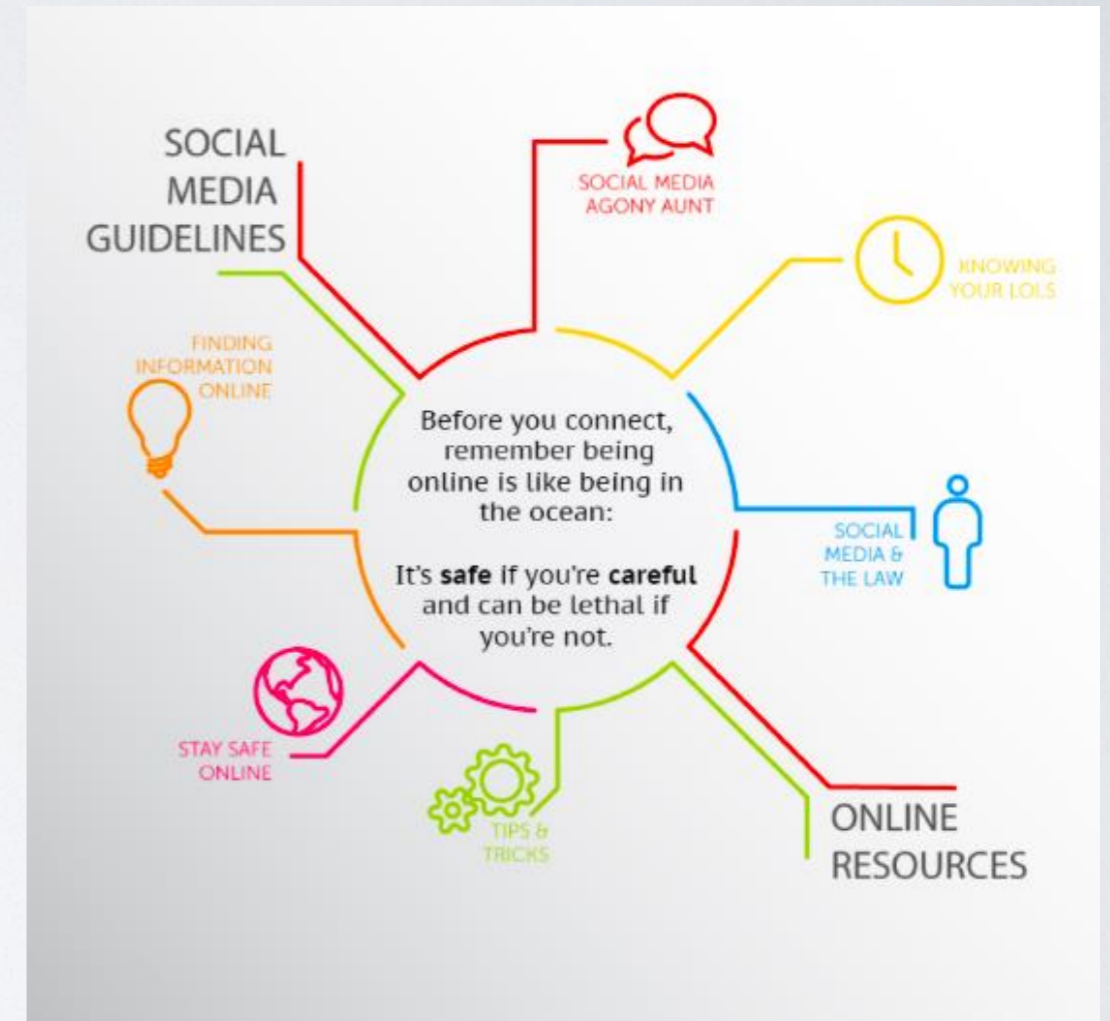 SOCIAL
MEDIA
GUIDELINES
SOCIAL MEDIA
AGONY AUNT
KNOWING
YOUR LOLS
FINDING
INFORMATION
ONLINE
Before you connect,
remember being
online is like being in
the ocean:
It's safe if you're careful
and can be lethal if
you're not.
SOCIAL
MEDIA &
THE LAW
STAY SAFE
ONLINE
TIPS &
TRICKS
ONLINE
RESOURCES